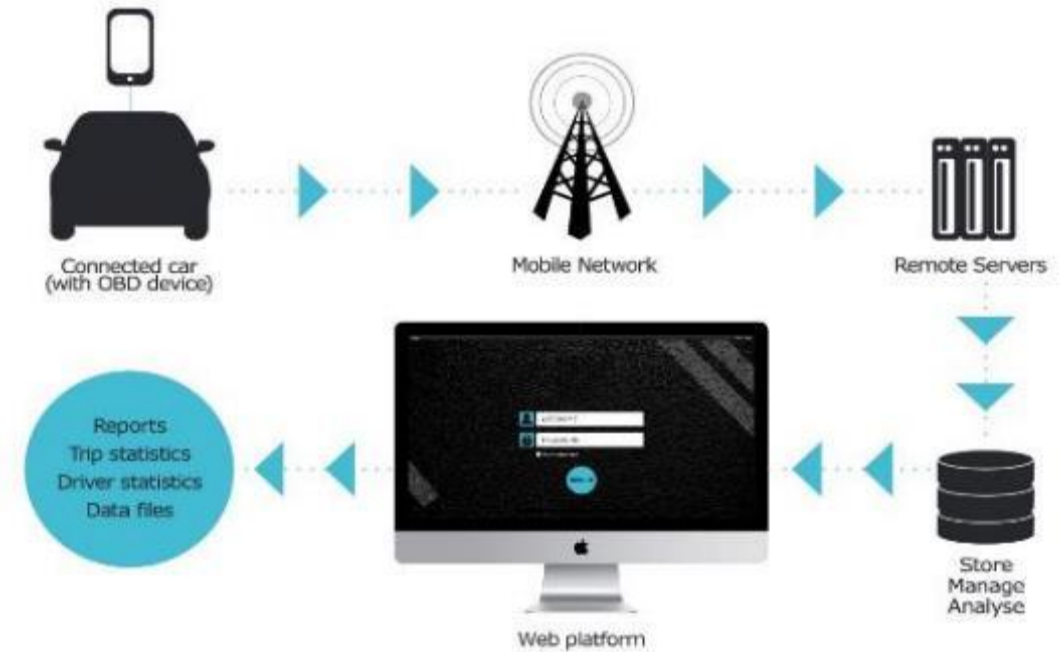 Connected car
(with OBD device)
Mobile Network
Remote Servers
Store
Manage
Analyse
Web platform
Reports
Trip statistics
Driver statistics
Data files